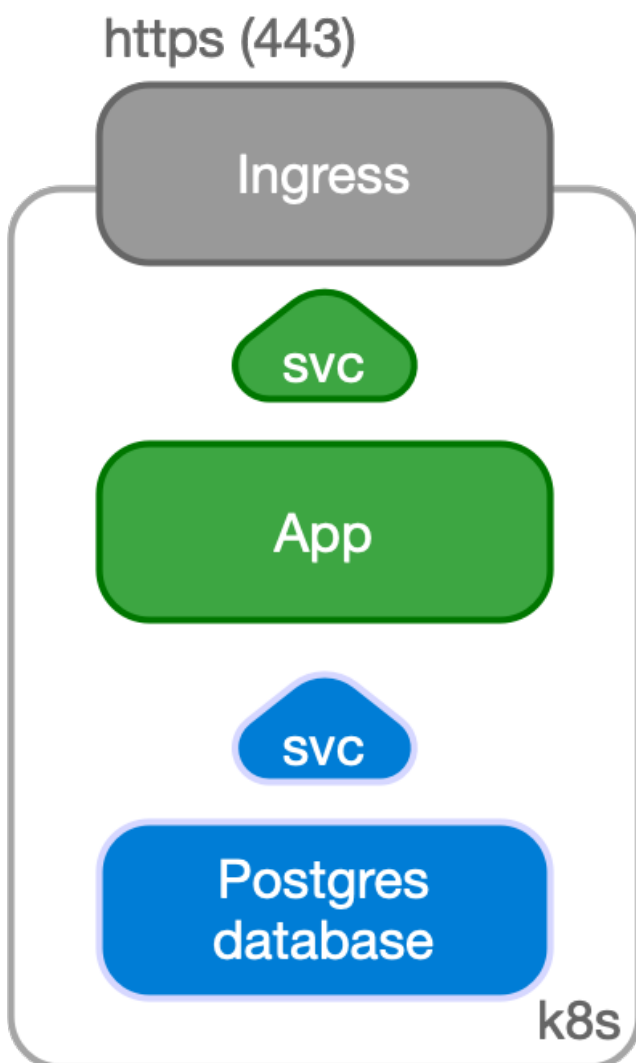 https (443)
Ingress
svc
App
svc
Postgres
database
k8s